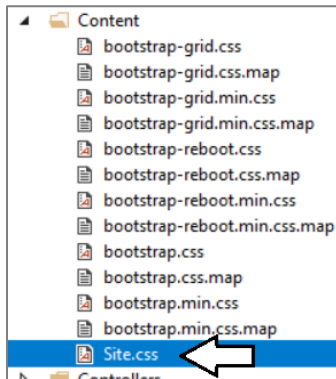 Content
bootstrap-grid.css
bootstrap-grid.css.map
bootstrap-grid.min.css
bootstrap-grid.min.css.map
bootstrap-reboot.css
bootstrap-reboot.css.map
bootstrap-reboot.min.css
bootstrap-reboot.min.css.map
bootstrap.css
bootstrap.css.map
bootstrap.min.css
bootstrap.min.css.map
Site.css
Controllers